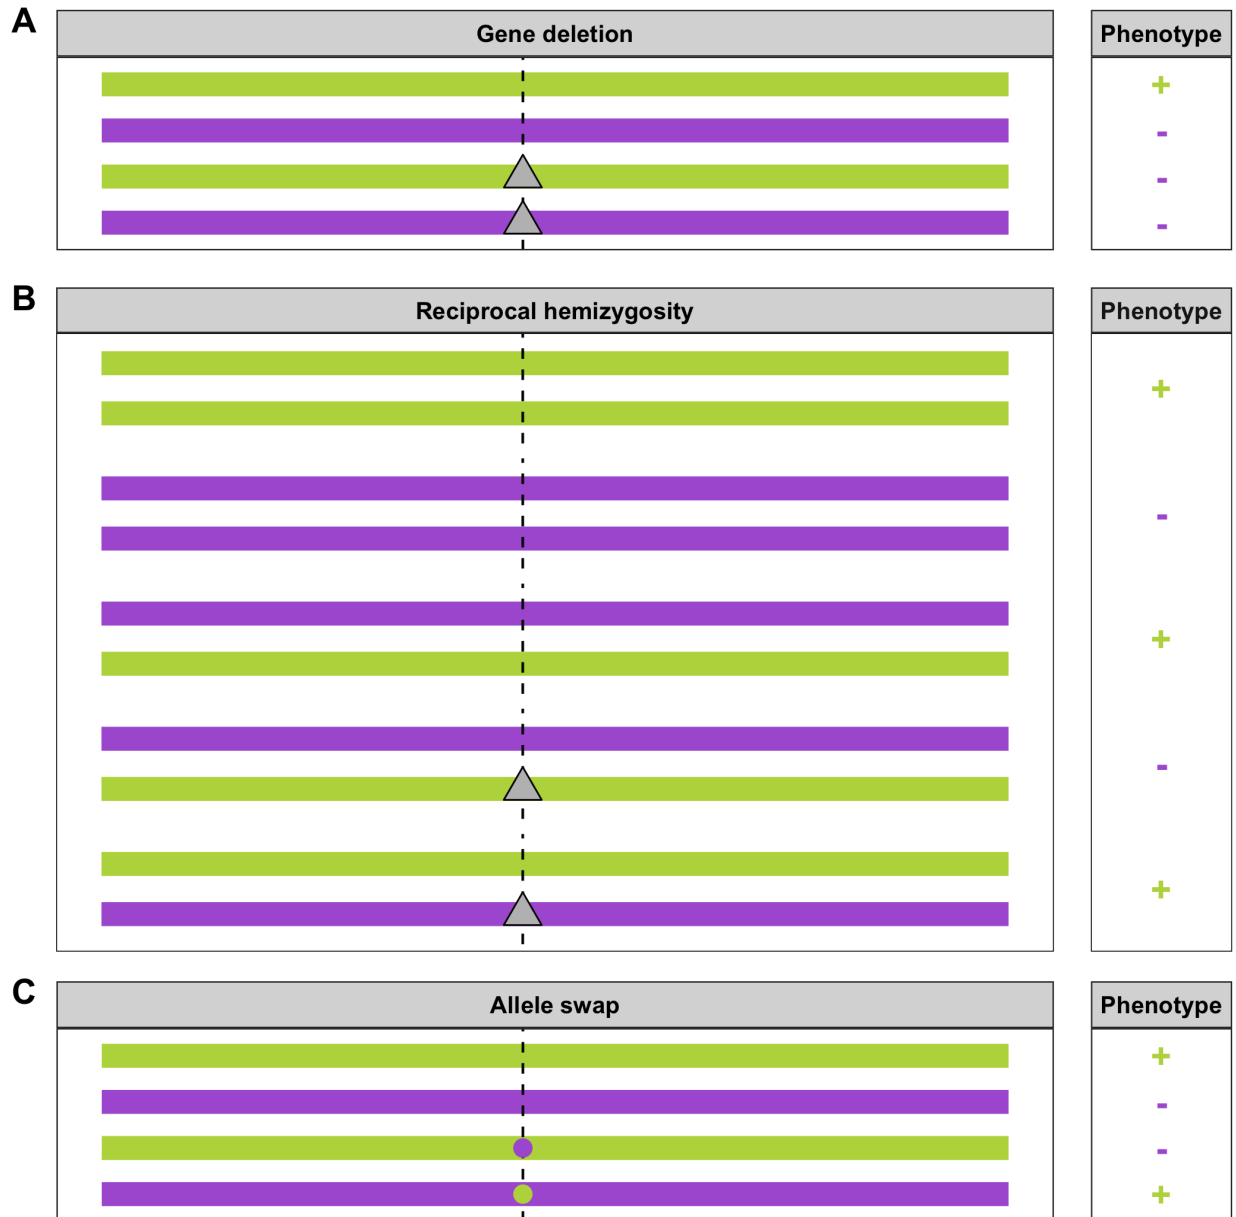 A
Gene deletion
Phenotype
+
-
-
-
B
Reciprocal hemizygosity
Phenotype
+
-
+
-
+
C
Allele swap
Phenotype
+
-
-
+